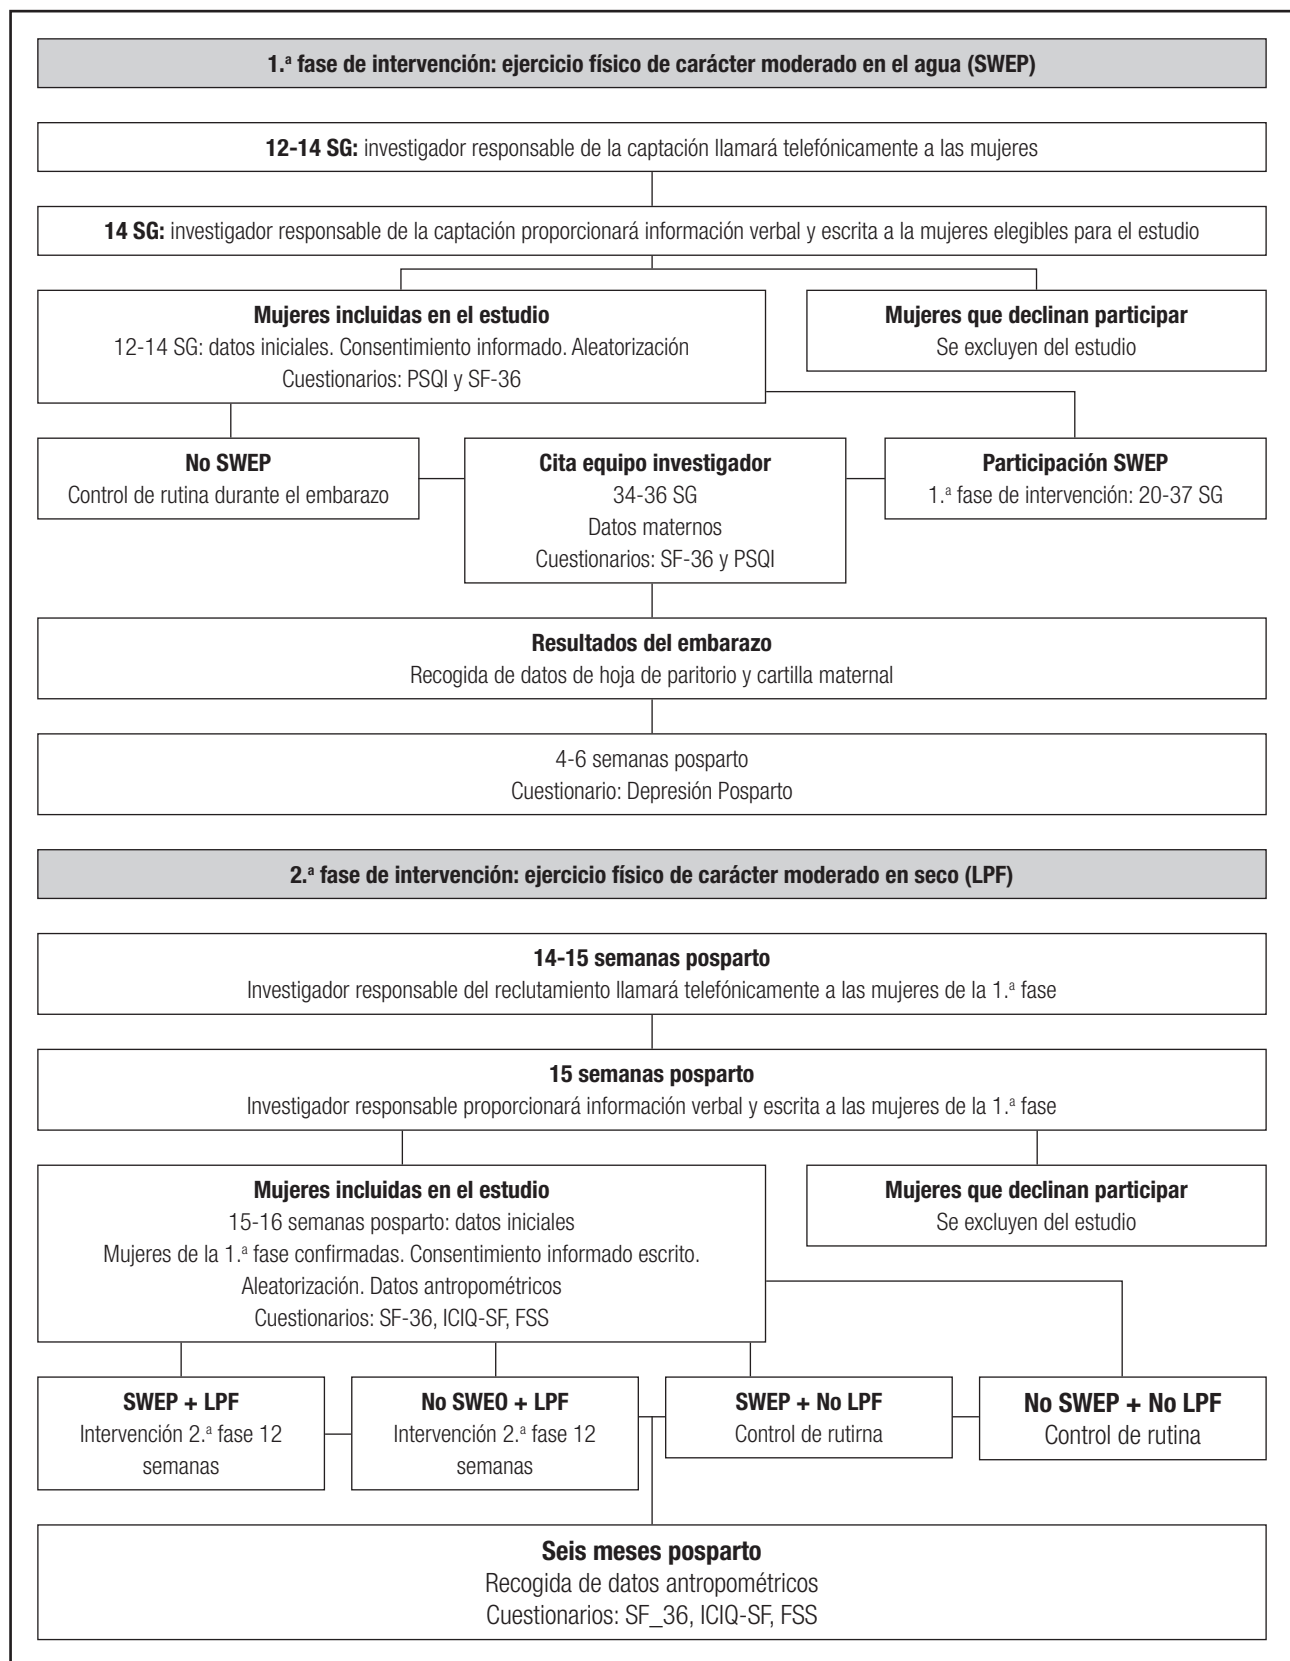 1.ª fase de intervención: ejercicio físico de carácter moderado en el agua (SWEP)
12-14 SG: investigador responsable de la captación llamará telefónicamente a las mujeres
14 SG: investigador responsable de la captación proporcionará información verbal y escrita a la mujeres elegibles para el estudio
Mujeres incluidas en el estudio
12-14 SG: datos iniciales. Consentimiento informado. Aleatorización
Cuestionarios: PSQI y SF-36
Mujeres que declinan participar
Se excluyen del estudio
No SWEP
Control de rutina durante el embarazo
Cita equipo investigador
34-36 SG
Datos maternos
Cuestionarios: SF-36 y PSQI
Participación SWEP
1.ª fase de intervención: 20-37 SG
Resultados del embarazo
Recogida de datos de hoja de paritorio y cartilla maternal
4-6 semanas posparto
Cuestionario: Depresión Posparto
2.ª fase de intervención: ejercicio físico de carácter moderado en seco (LPF)
14-15 semanas posparto
Investigador responsable del reclutamiento llamará telefónicamente a las mujeres de la 1.ª fase
15 semanas posparto
Investigador responsable proporcionará información verbal y escrita a las mujeres de la 1.ª fase
Mujeres incluidas en el estudio
15-16 semanas posparto: datos iniciales
Mujeres de la 1.ª fase confirmadas. Consentimiento informado escrito.
Aleatorización. Datos antropométricos
Cuestionarios: SF-36, ICIQ-SF, FSS
Mujeres que declinan participar
Se excluyen del estudio
SWEP + LPF
Intervención 2.ª fase 12
semanas
No SWEO + LPF
Intervención 2.ª fase 12
semanas
SWEP + No LPF
Control de rutirna
No SWEP + No LPF
Control de rutina
Seis meses posparto
Recogida de datos antropométricos
Cuestionarios: SF_36, ICIQ-SF, FSS